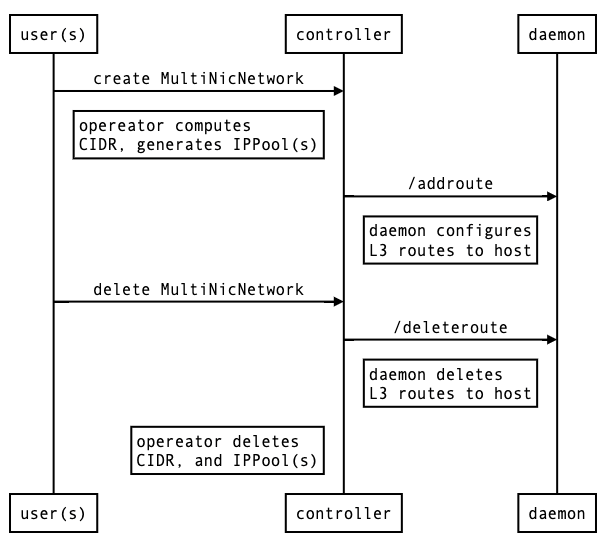 user(s)
controller
daemon
create MultiNicNetwork
opereator computes
CIDR, generates IPPool(s)
/addroute
daemon configures
L3 routes to host
delete MultiNicNetwork
/deleteroute
daemon deletes
L3 routes to host
opereator deletes
CIDR, and IPPool(s)
user(s)
controller
daemon